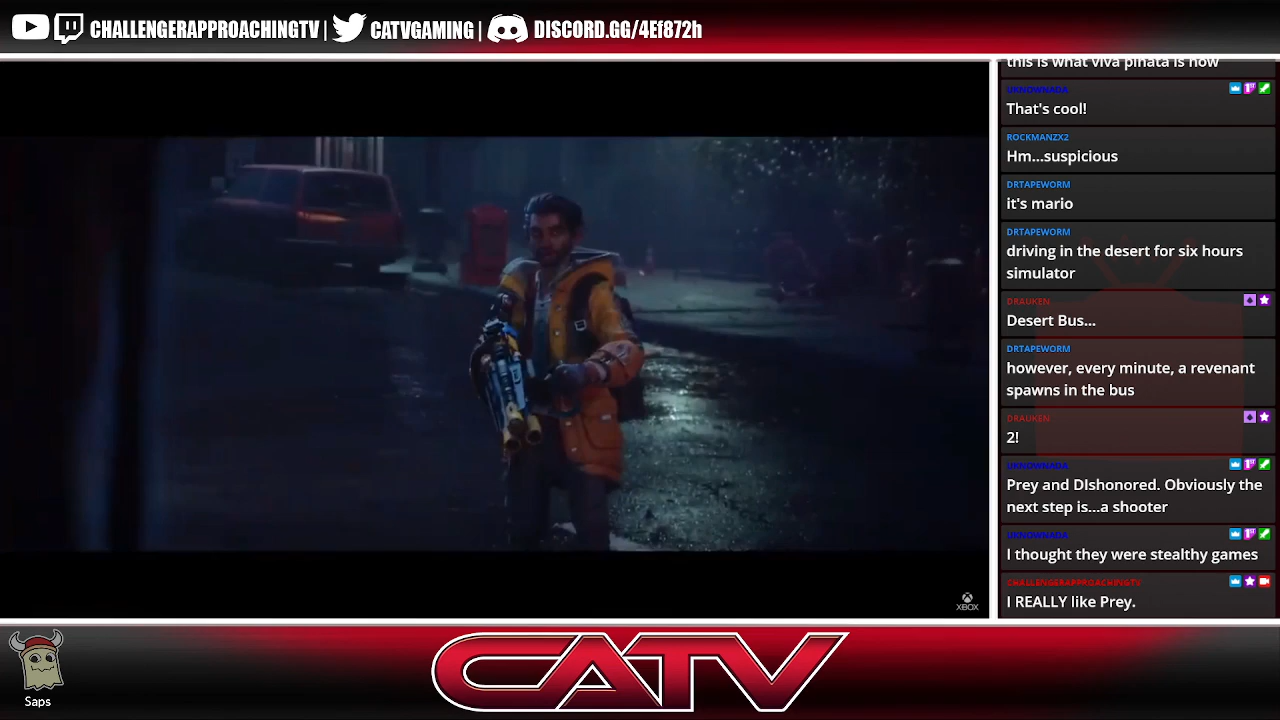 CHALLENGERAPPROACHINGTV | CATVGAMING | DISCORD.GG/4Ef872h
this is what viva pinata is now
UKNOWNADA
That's cool!
ROCKMANZX2
Hm...suspicious
DRTAPEWORM
it's mario
DRTAPEWORM
driving in the desert for six hours
simulator
DRAUKEN
Desert Bus...
DRTAPEWORM
however, every minute, a revenant
spawns in the bus
DRAUKEN
2!
UKNOWNADA
Prey and DIshonored. Obviously the
next step is...a shooter
UKNOWNADA
I thought they were stealthy games
CHALLENGERAPPROACHINGTV
I REALLY like Prey.
XBOX
Saps
CATV